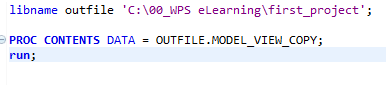 libname outfile 'C:\00_WPS eLearning\first_project';
PROC CONTENTS DATA = OUTFILE.MODEL_VIEW_COPY;
run;